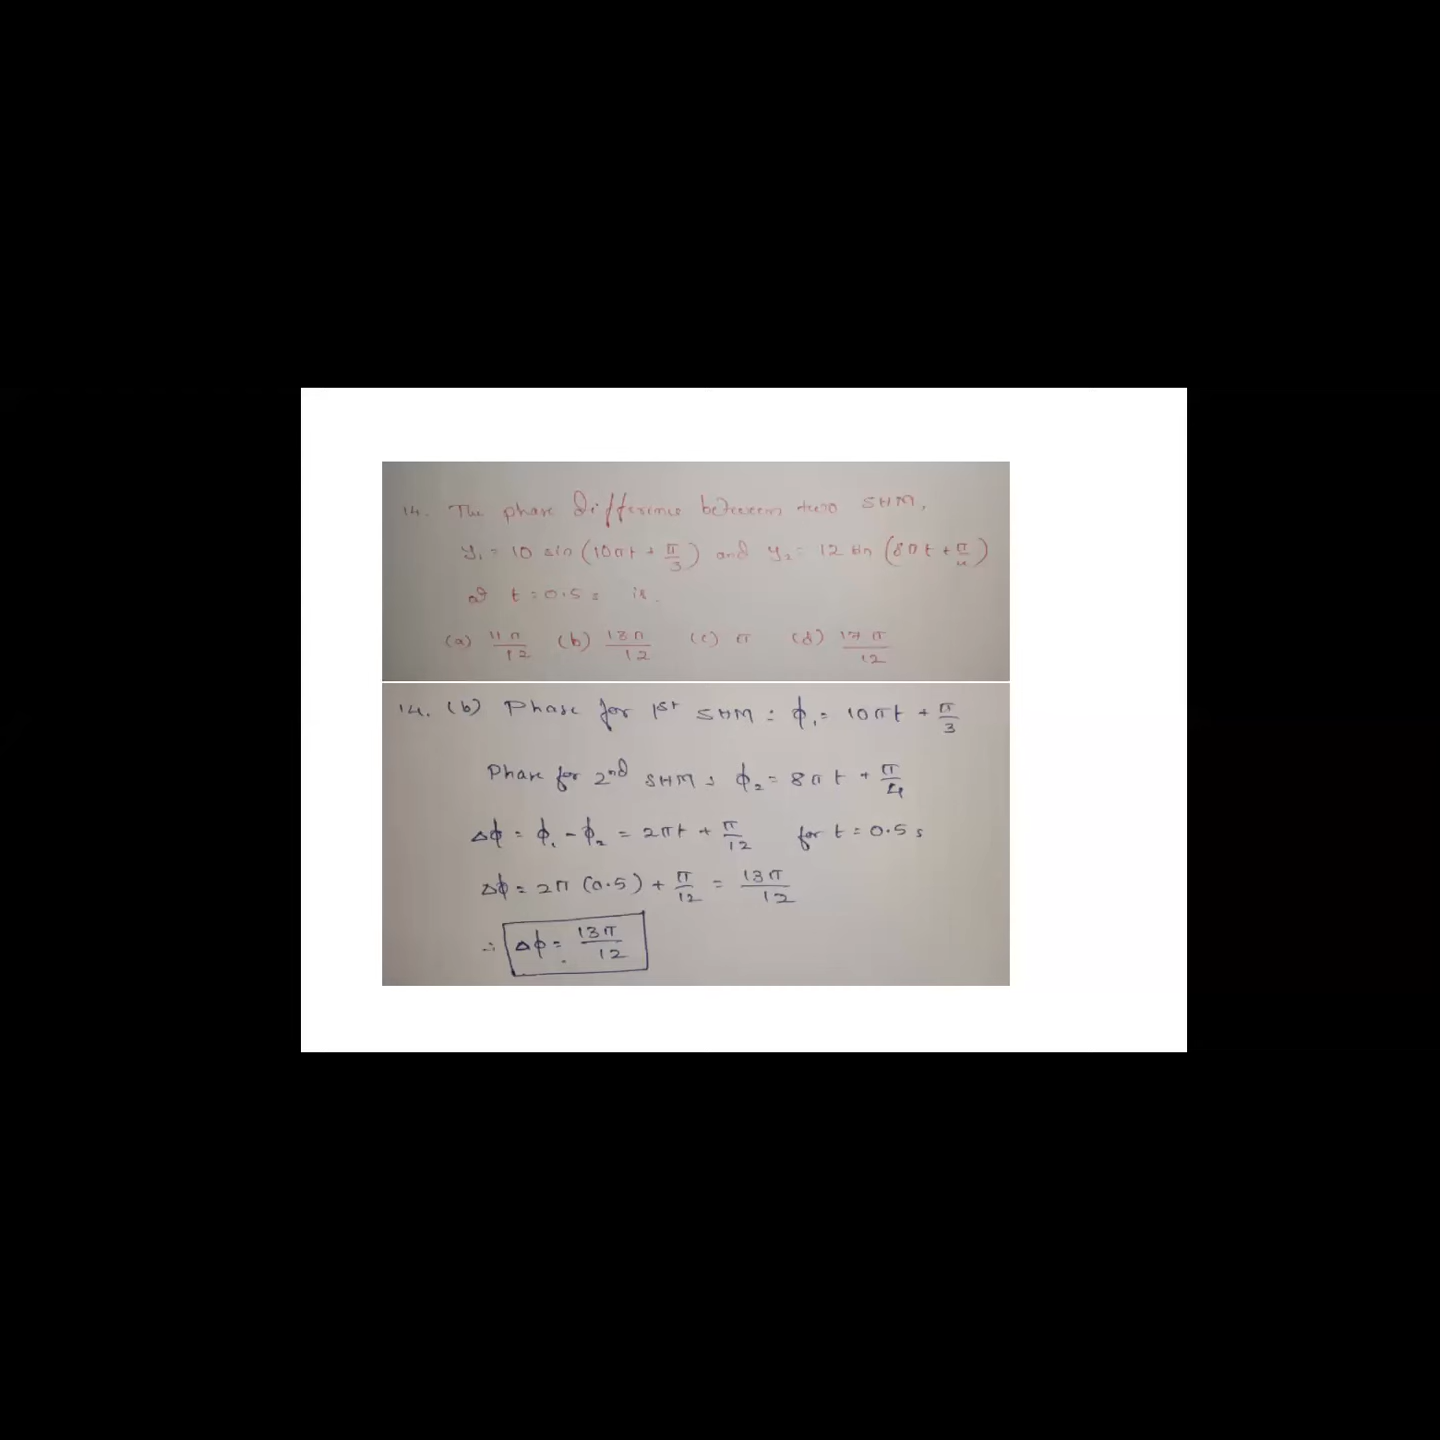 14. The phase difference between two SHM,
y₁ = 10 sin (10πt + π/3) and y₂ = 12 sin (8πt + π/4)
at t = 0.5 s is.
(a) 11π/12 (b) 13π/12 (c) π (d) 17π/12
14. (b) Phase for 1st SHM : ϕ₁ = 10πt + π/3
Phase for 2nd SHM : ϕ₂ = 8πt + π/4
Δϕ = ϕ₁ - ϕ₂ = 2πt + π/12 for t = 0.5 s
Δϕ = 2π (0.5) + π/12 = 13π/12
∴ Δϕ = 13π/12